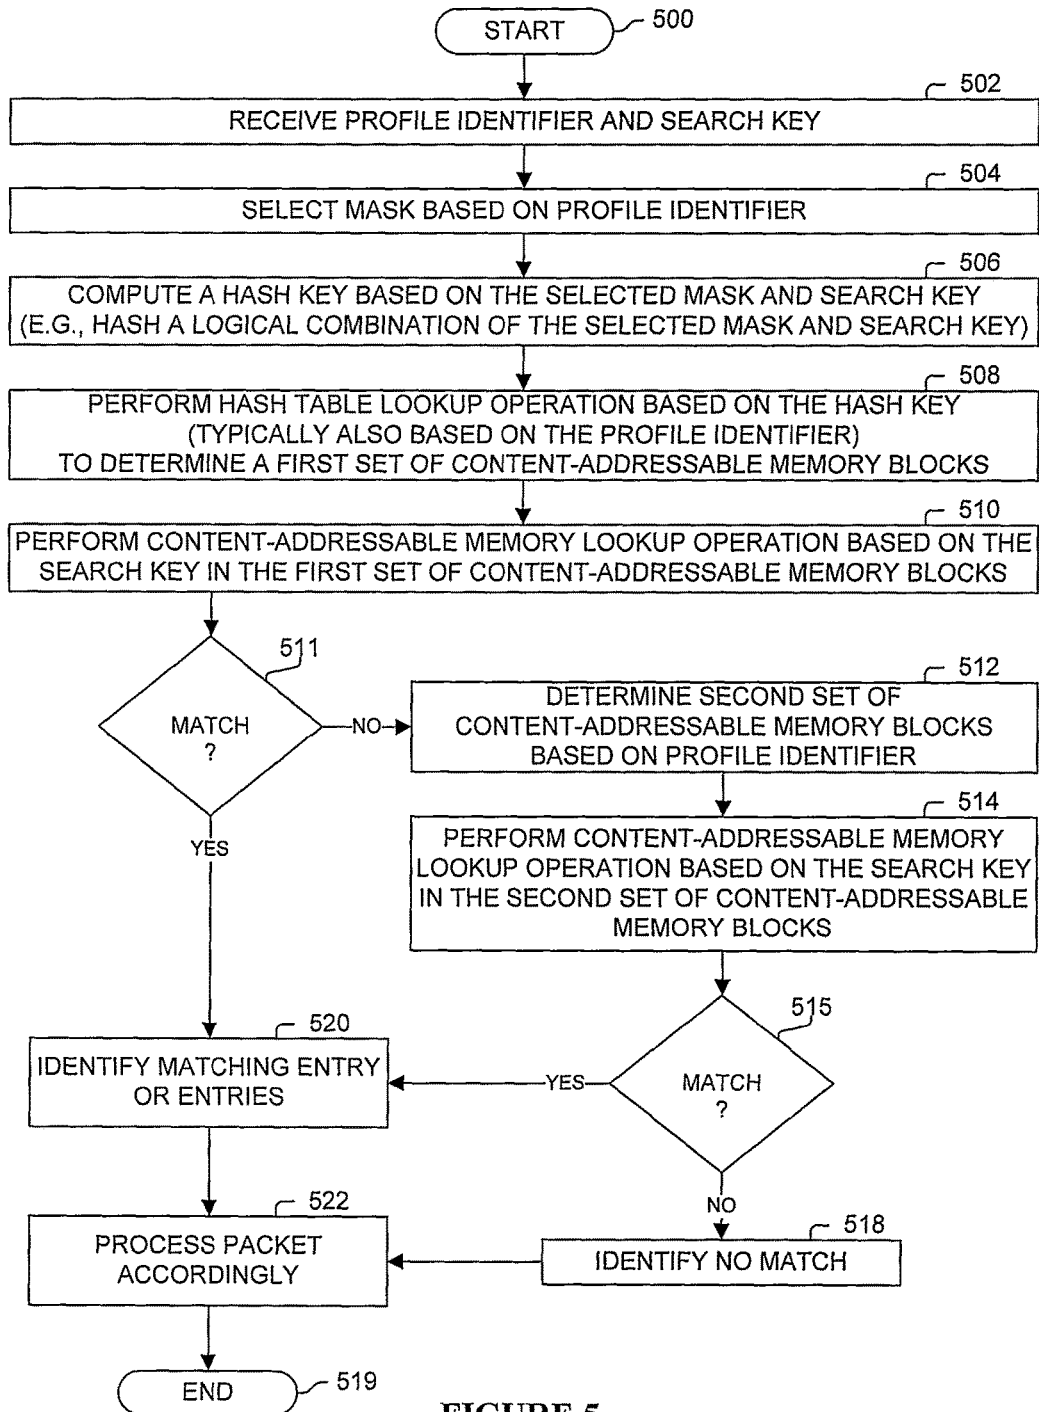 START
500
502
RECEIVE PROFILE IDENTIFIER AND SEARCH KEY
504
SELECT MASK BASED ON PROFILE IDENTIFIER
506
COMPUTE A HASH KEY BASED ON THE SELECTED MASK AND SEARCH KEY
(E.G., HASH A LOGICAL COMBINATION OF THE SELECTED MASK AND SEARCH KEY)
508
PERFORM HASH TABLE LOOKUP OPERATION BASED ON THE HASH KEY
(TYPICALLY ALSO BASED ON THE PROFILE IDENTIFIER)
TO DETERMINE A FIRST SET OF CONTENT-ADDRESSABLE MEMORY BLOCKS
510
PERFORM CONTENT-ADDRESSABLE MEMORY LOOKUP OPERATION BASED ON THE
SEARCH KEY IN THE FIRST SET OF CONTENT-ADDRESSABLE MEMORY BLOCKS
511
MATCH
?
NO
YES
512
DETERMINE SECOND SET OF
CONTENT-ADDRESSABLE MEMORY BLOCKS
BASED ON PROFILE IDENTIFIER
514
PERFORM CONTENT-ADDRESSABLE MEMORY
LOOKUP OPERATION BASED ON THE SEARCH KEY
IN THE SECOND SET OF CONTENT-ADDRESSABLE
MEMORY BLOCKS
515
MATCH
?
YES
NO
520
IDENTIFY MATCHING ENTRY
OR ENTRIES
518
IDENTIFY NO MATCH
522
PROCESS PACKET
ACCORDINGLY
END
519
FIGURE 5